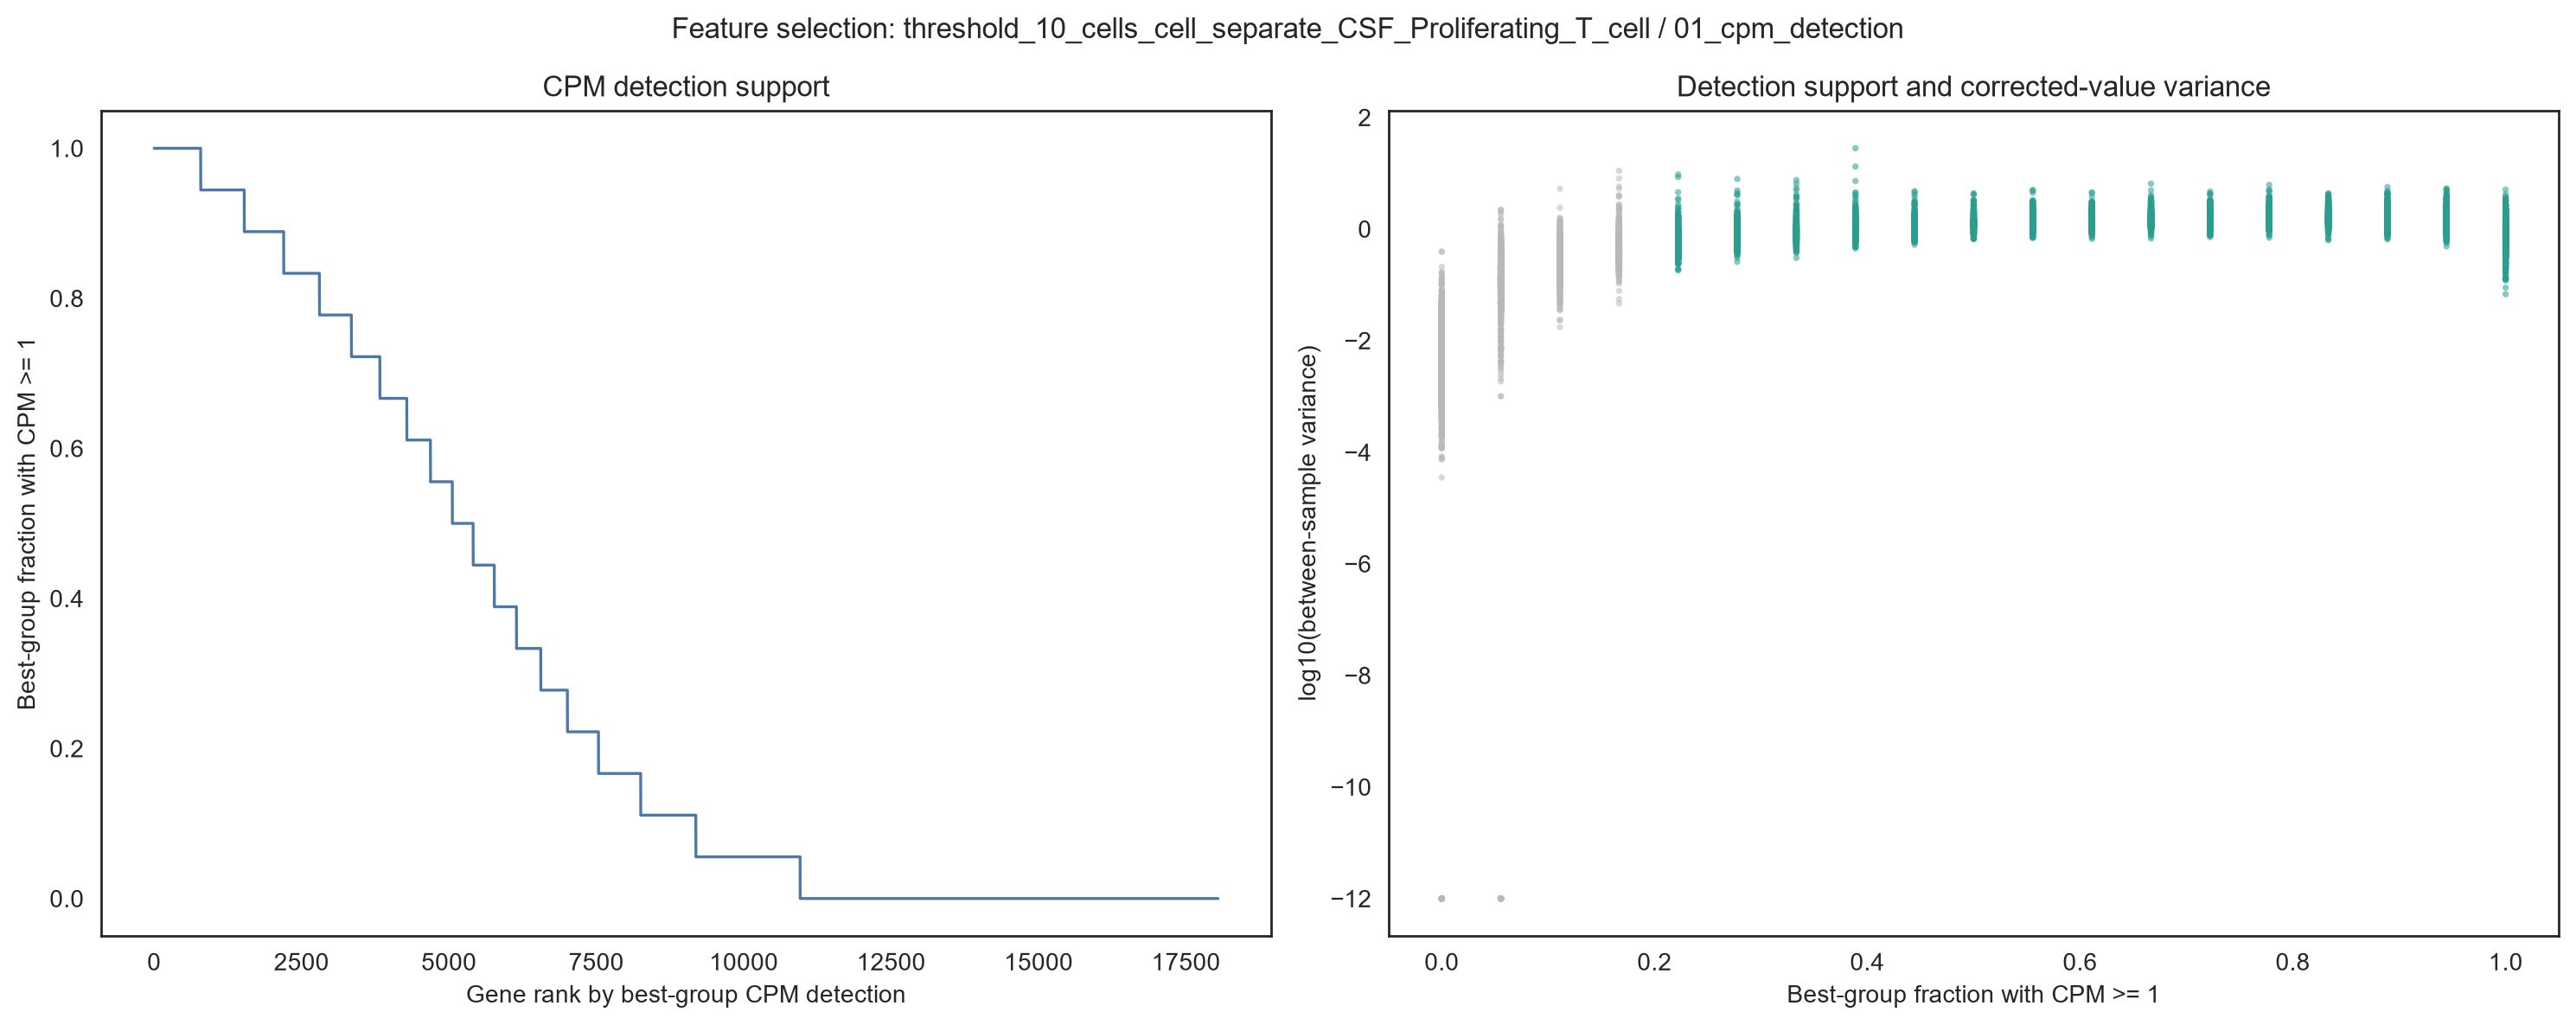 Feature selection: threshold_10_cells_cell_separate_CSF_Proliferating_T_cell / 01_cpm_detection
CPM detection support
1.0
0.8
0.6
0.4
0.2
0.0
Best-group fraction with CPM >= 1
0 2500 5000 7500 10000 12500 15000 17500
Gene rank by best-group CPM detection
Detection support and corrected-value variance
2
0
−2
−4
−6
−8
−10
−12
log10(between-sample variance)
0.0 0.2 0.4 0.6 0.8 1.0
Best-group fraction with CPM >= 1